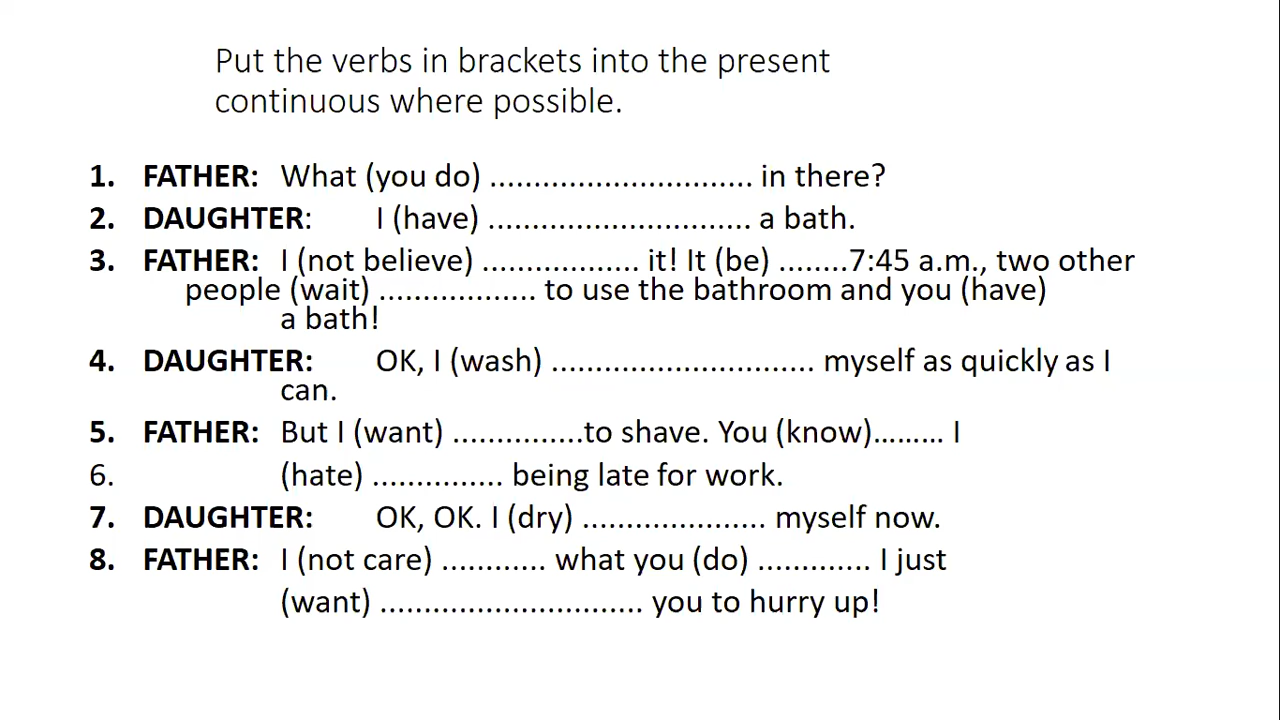 Put the verbs in brackets into the present
continuous where possible.
1. FATHER: What (you do) .............................. in there?
2. DAUGHTER: I (have) .............................. a bath.
3. FATHER: I (not believe) .................. it! It (be) ........7:45 a.m., two other
people (wait) .................. to use the bathroom and you (have)
a bath!
4. DAUGHTER: OK, I (wash) .............................. myself as quickly as I
can.
5. FATHER: But I (want) ...............to shave. You (know)……... I
6. (hate) ............... being late for work.
7. DAUGHTER: OK, OK. I (dry) ..................... myself now.
8. FATHER: I (not care) ............ what you (do) ............. I just
(want) .............................. you to hurry up!